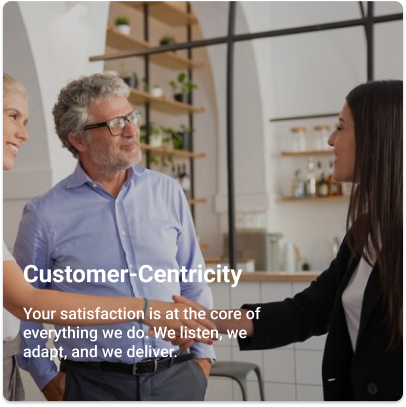 Customer-Centricity
Your satisfaction is at the core of
everything we do. We listen, we
adapt, and we deliver.